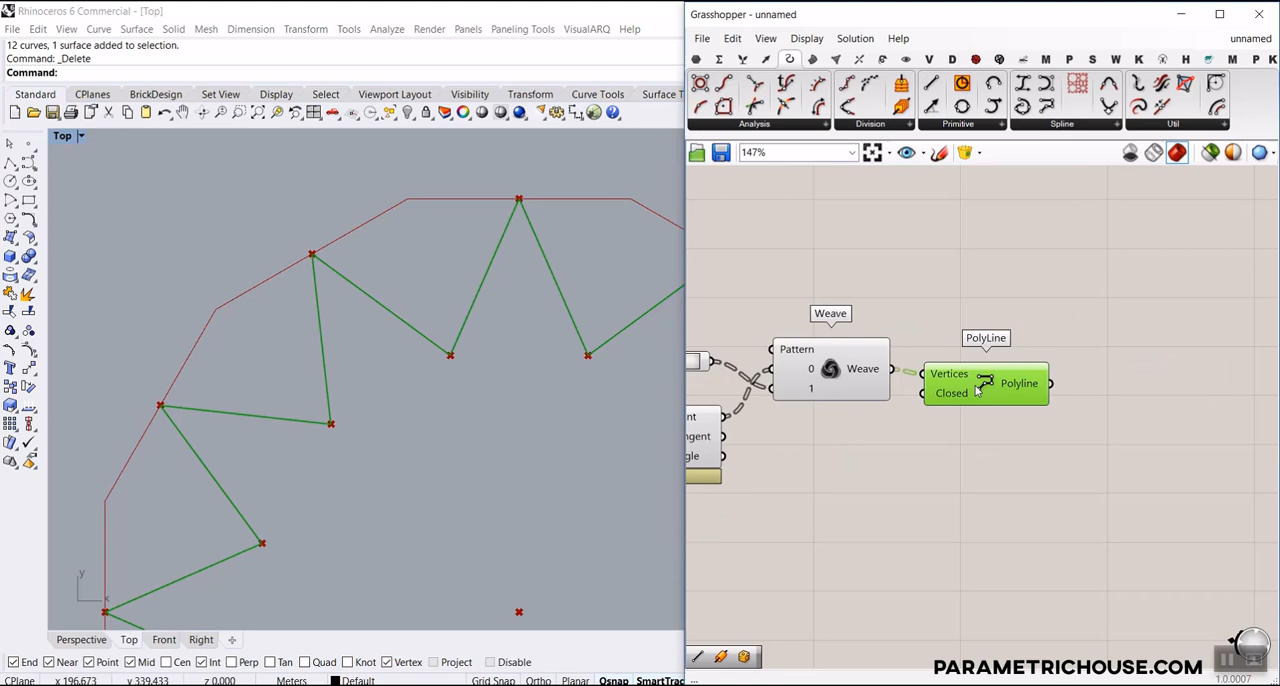 Rhinoceros 6 Commercial - [Top]
File Edit View Curve Surface Solid Mesh Dimension Transform Tools Analyze Render Panels Paneling Tools VisualARQ Help
12 curves, 1 surface added to selection.
Command: _Delete
Command:
Standard CPlanes BrickDesign Set View Display Select Viewport Layout Visibility Transform Curve Tools Surface T
Top
y
x
Perspective Top Front Right
End Near Point Mid Cen Int Perp Tan Quad Knot Vertex Project Disable
CPlane x 196.673 y 339.433 z 0.000 Meters Default Grid Snap Ortho Planar Osnap SmartTrac
Grasshopper - unnamed
File Edit View Display Solution Help unnamed
V D M P S K H M P K
Analysis Division Primitive Spline Util
147%
Weave
Pattern
0 Weave
1
PolyLine
Vertices
Closed Polyline
nt
ngent
gle
PARAMETRICHOUSE.COM
1.0.0007